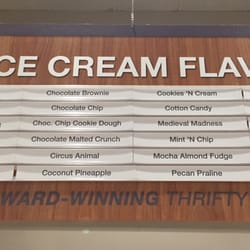 CE CREAM FLAV
Chocolate Brownie Cookies 'N Cream
Chocolate Chip Cotton Candy
Choc. Chip Cookie Dough Medieval Madness
Chocolate Malted Crunch Mint 'N Chip
Circus Animal Mocha Almond Fudge
Coconut Pineapple Pecan Praline
WARD-WINNING THRIFTY